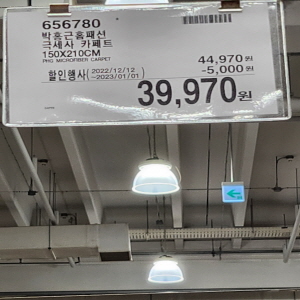 656780
박홍근홈패션
극세사 카페트
150X210CM
PHG MICROFIBER CARPET
44,970원
할인행사(2022/12/12~2023/01/01) -5,000원
39,970원